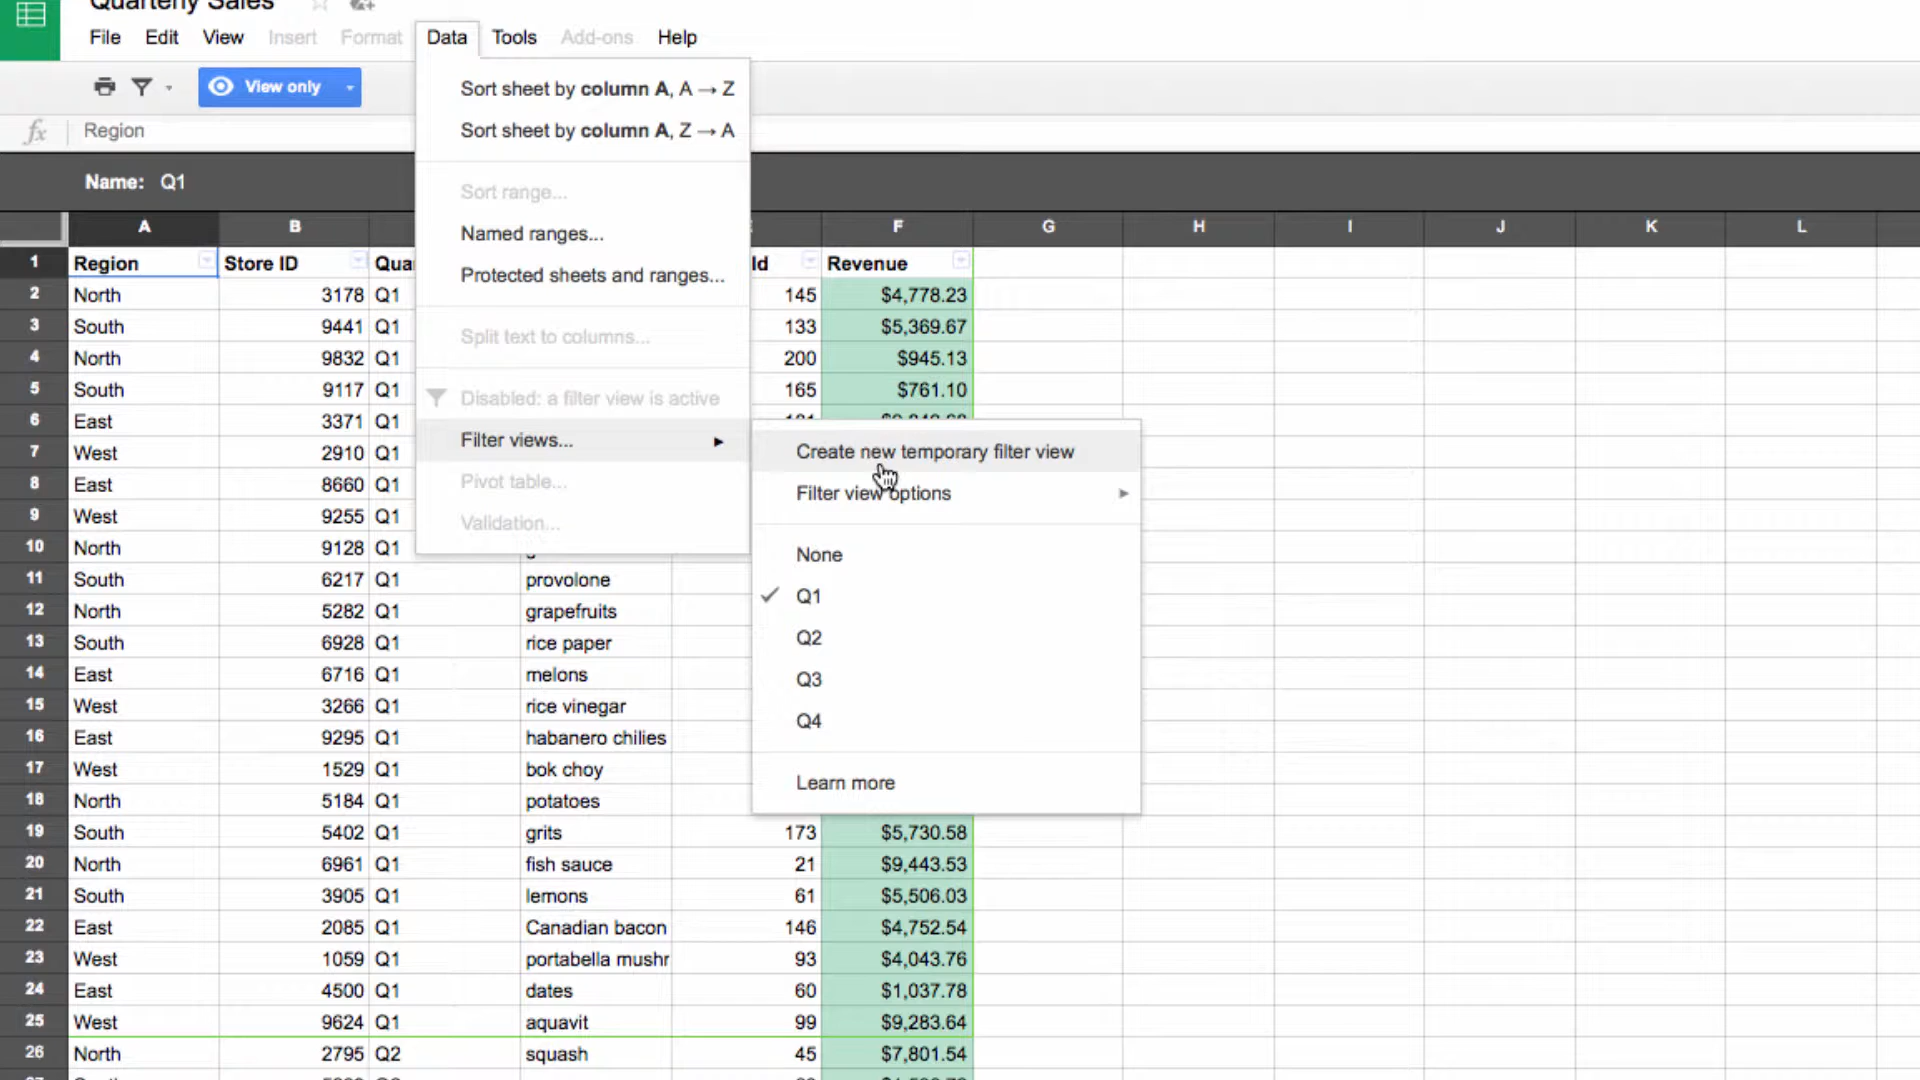 Quarterly Sales
File Edit View Insert Format Data Tools Add-ons Help
View only
fx Region
Name: Q1
Sort sheet by column A, A → Z
Sort sheet by column A, Z → A
Sort range...
Named ranges...
Protected sheets and ranges...
Split text to columns...
Disabled: a filter view is active
Filter views...
Pivot table...
Validation...
Create new temporary filter view
Filter view options
None
Q1
Q2
Q3
Q4
Learn more
A B F G H I J K L
1 Region Store ID Quar ld Revenue
2 North 3178 Q1 145 $4,778.23
3 South 9441 Q1 133 $5,369.67
4 North 9832 Q1 200 $945.13
5 South 9117 Q1 165 $761.10
6 East 3371 Q1
7 West 2910 Q1
8 East 8660 Q1
9 West 9255 Q1
10 North 9128 Q1
11 South 6217 Q1 provolone
12 North 5282 Q1 grapefruits
13 South 6928 Q1 rice paper
14 East 6716 Q1 melons
15 West 3266 Q1 rice vinegar
16 East 9295 Q1 habanero chilies
17 West 1529 Q1 bok choy
18 North 5184 Q1 potatoes
19 South 5402 Q1 grits 173 $5,730.58
20 North 6961 Q1 fish sauce 21 $9,443.53
21 South 3905 Q1 lemons 61 $5,506.03
22 East 2085 Q1 Canadian bacon 146 $4,752.54
23 West 1059 Q1 portabella mushr 93 $4,043.76
24 East 4500 Q1 dates 60 $1,037.78
25 West 9624 Q1 aquavit 99 $9,283.64
26 North 2795 Q2 squash 45 $7,801.54